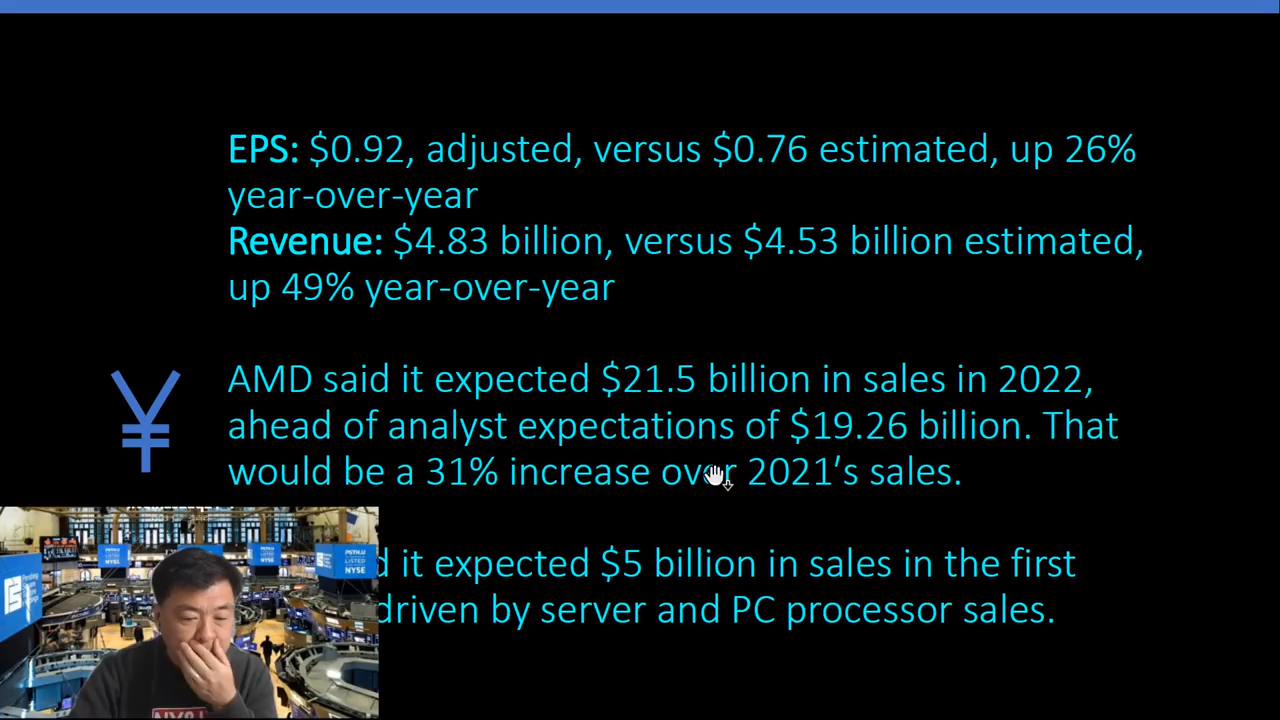 EPS: $0.92, adjusted, versus $0.76 estimated, up 26%
year-over-year
Revenue: $4.83 billion, versus $4.53 billion estimated,
up 49% year-over-year
AMD said it expected $21.5 billion in sales in 2022,
ahead of analyst expectations of $19.26 billion. That
would be a 31% increase over 2021's sales.
¥
it expected $5 billion in sales in the first
driven by server and PC processor sales.
PSTH.U
LISTED
NYSE